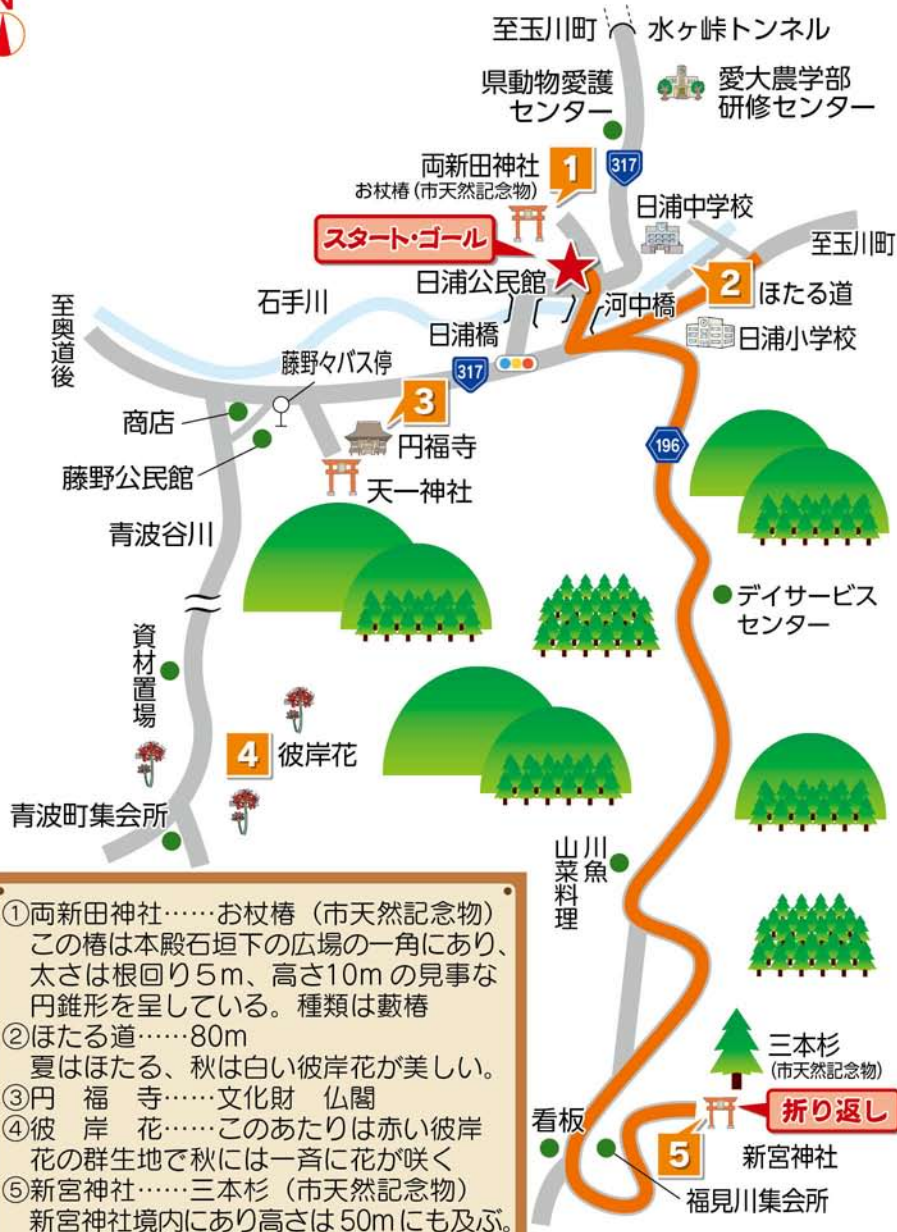 N
至玉川町
水ヶ峠トンネル
県動物愛護
センター
愛大農学部
研修センター
両新田神社
お杖椿(市天然記念物)
1
317
日浦中学校
スタート・ゴール
至玉川町
日浦公民館
河中橋
2
ほたる道
石手川
至奥道後
日浦橋
日浦小学校
藤野々バス停
317
3
商店
円福寺
196
藤野公民館
天一神社
青波谷川
デイサービス
センター
資材置場
4
彼岸花
青波町集会所
川魚
山菜料理
三本杉
(市天然記念物)
折り返し
看板
5
新宮神社
福見川集会所
①両新田神社……お杖椿(市天然記念物)
この椿は本殿石垣下の広場の一角にあり、
太さは根回り5m、高さ10mの見事な
円錐形を呈している。種類は藪椿
②ほたる道……80m
夏はほたる、秋は白い彼岸花が美しい。
③円 福 寺……文化財 仏閣
④彼 岸 花……このあたりは赤い彼岸
花の群生地で秋には一斉に花が咲く
⑤新宮神社……三本杉(市天然記念物)
新宮神社境内にあり高さは50mにも及ぶ。